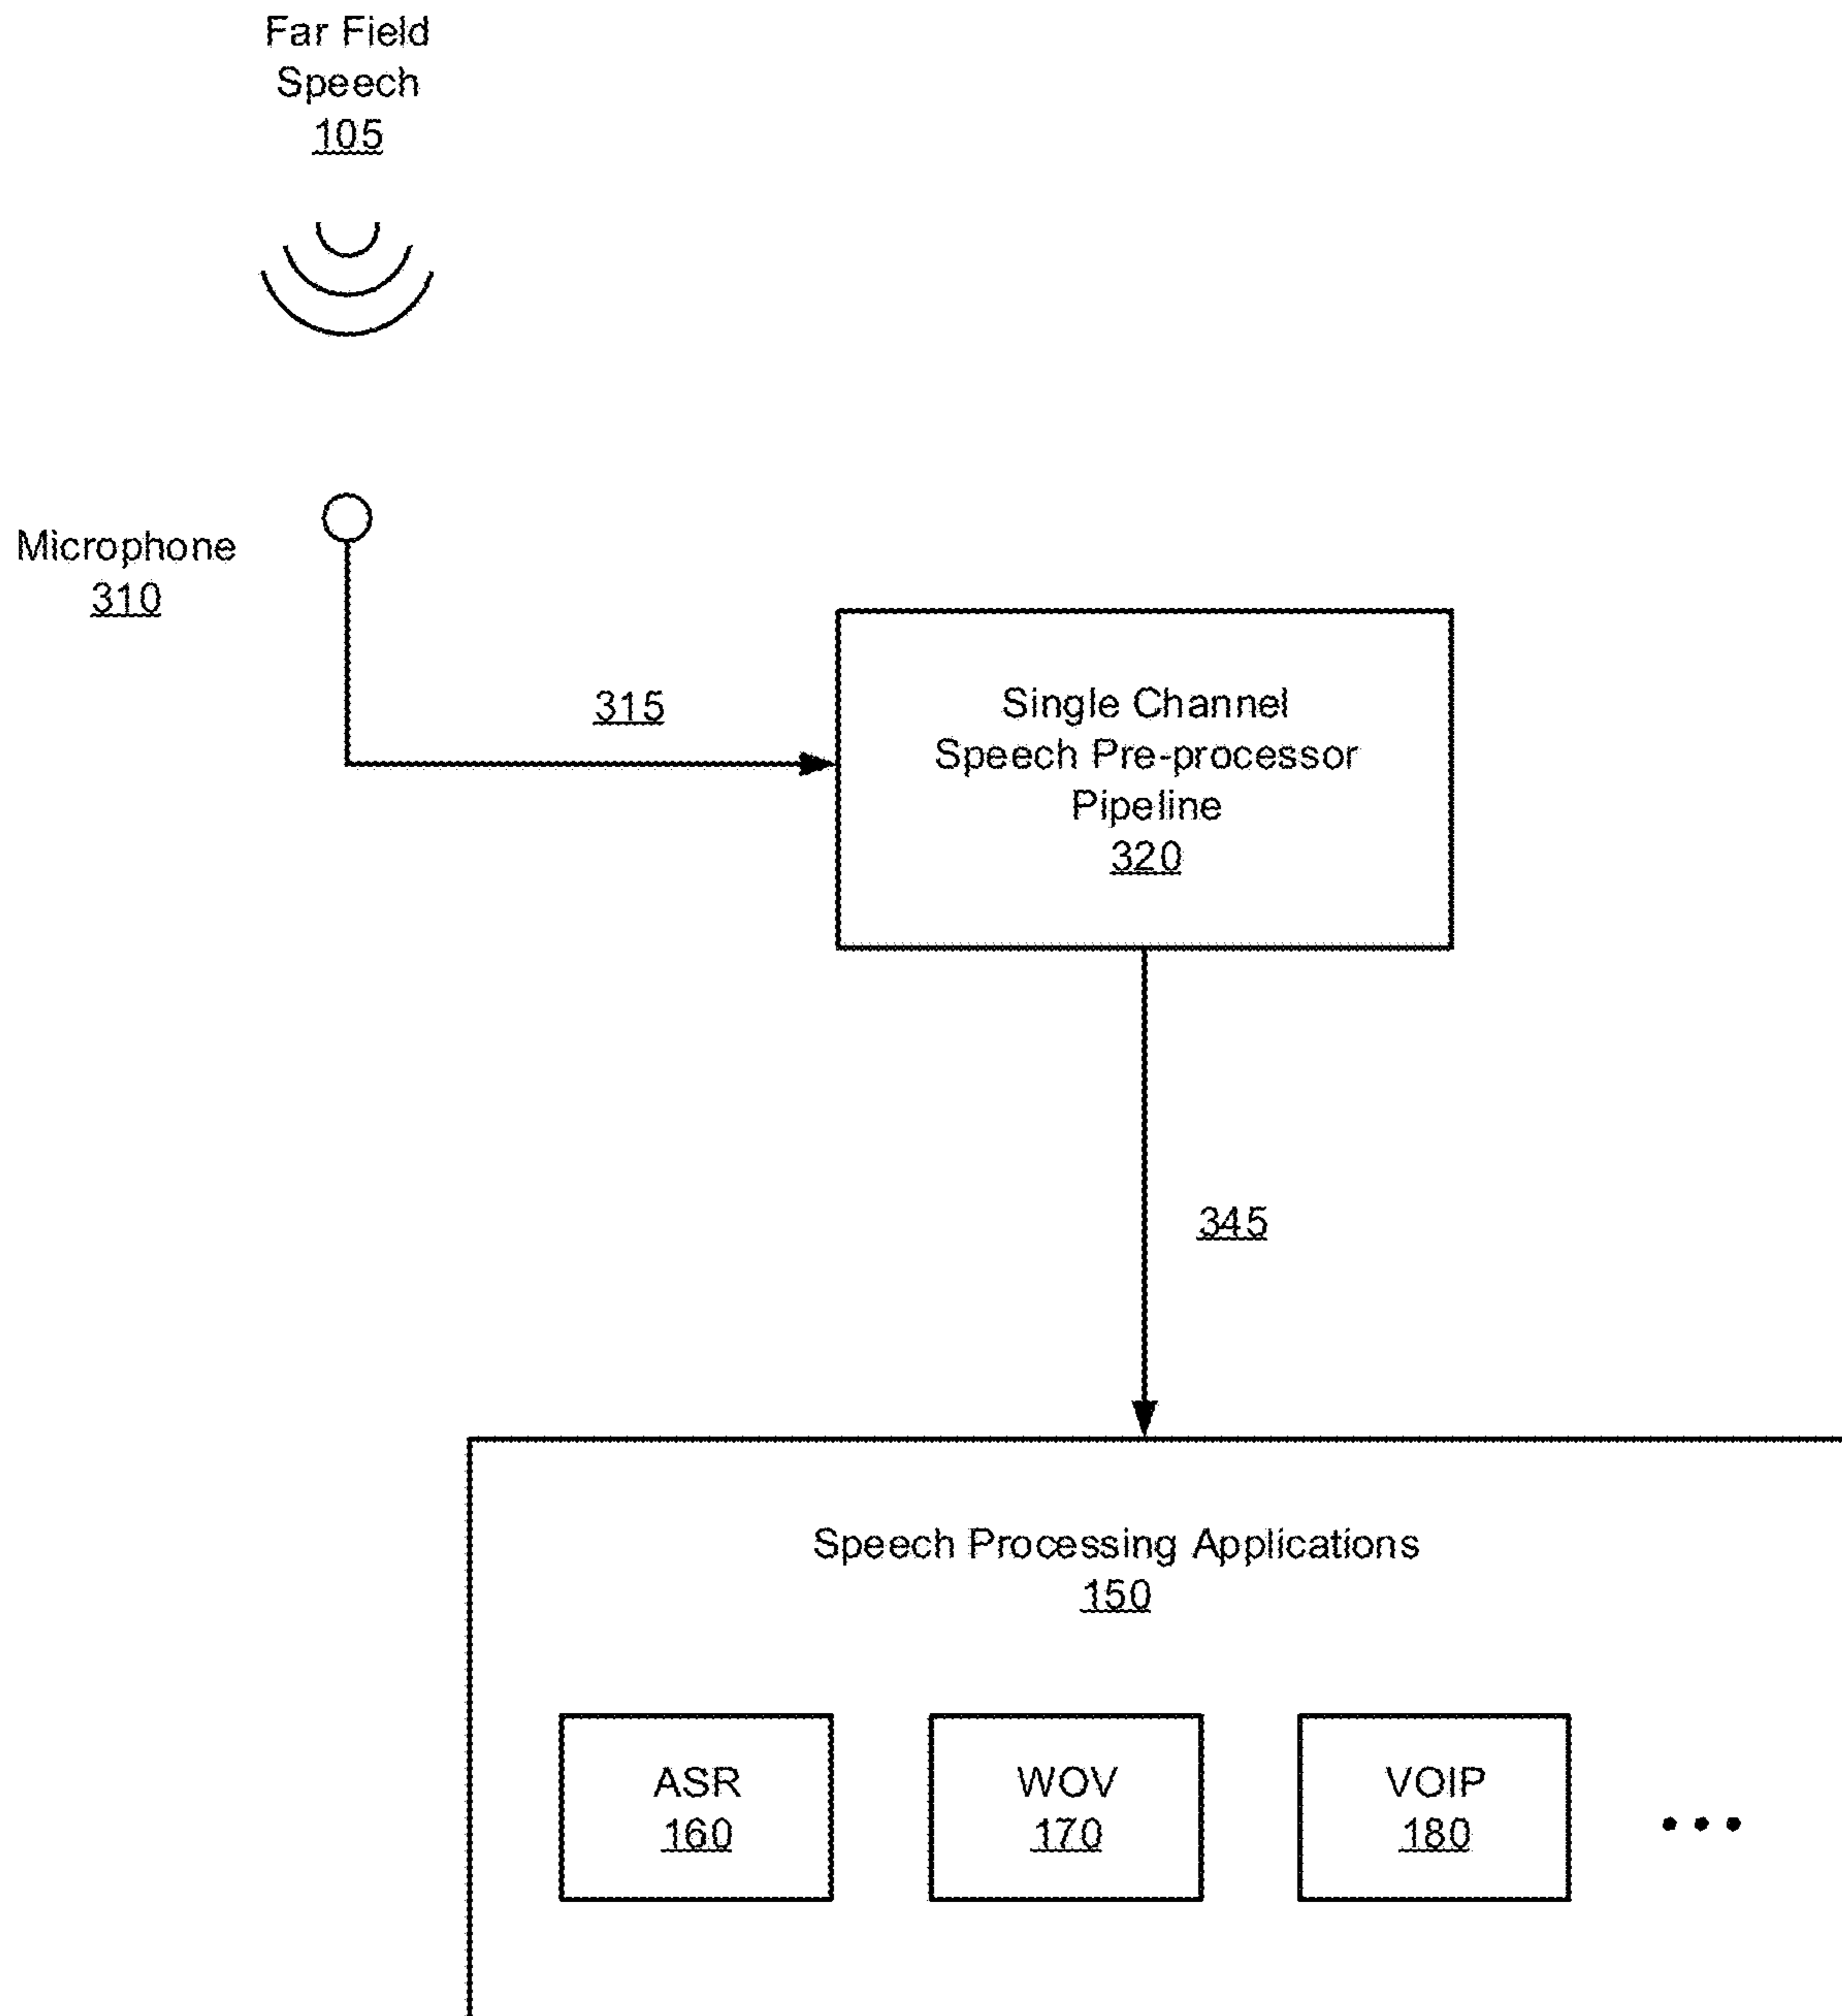 Far Field
Speech
105
Microphone
310
315
Single Channel
Speech Pre-processor
Pipeline
320
345
Speech Processing Applications
150
ASR
160
WOV
170
VOIP
180